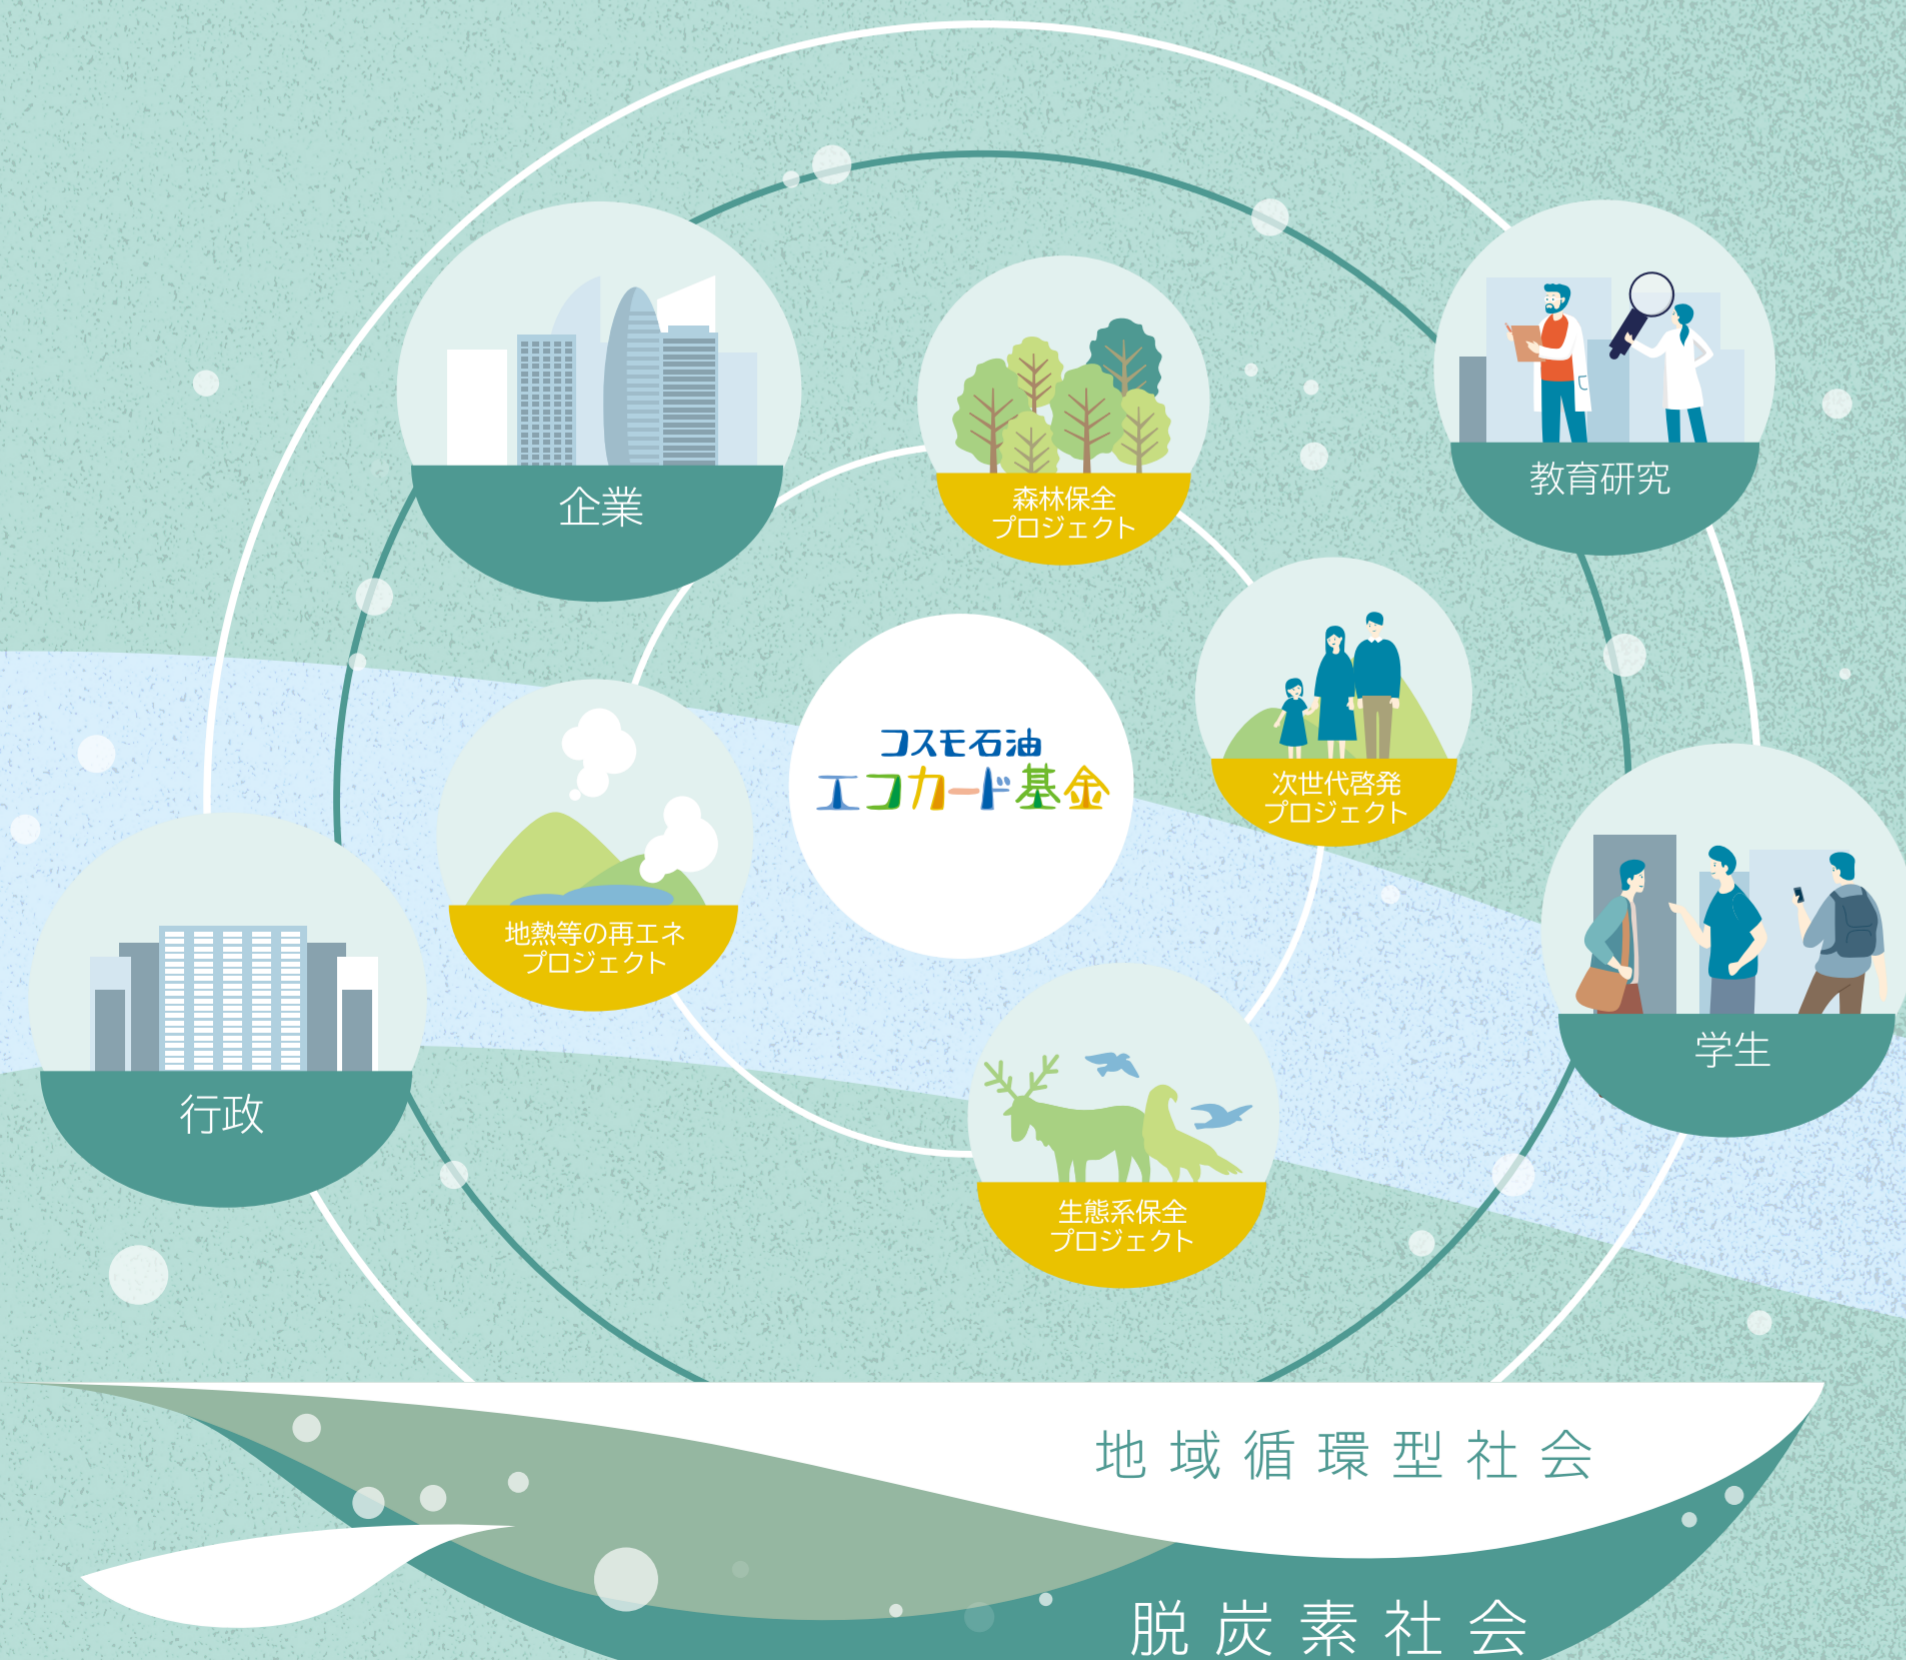 企業
森林保全
プロジェクト
教育研究
コスモ石油
エコカード基金
次世代啓発
プロジェクト
地熱等の再エネ
プロジェクト
学生
行政
生態系保全
プロジェクト
地域循環型社会
脱炭素社会